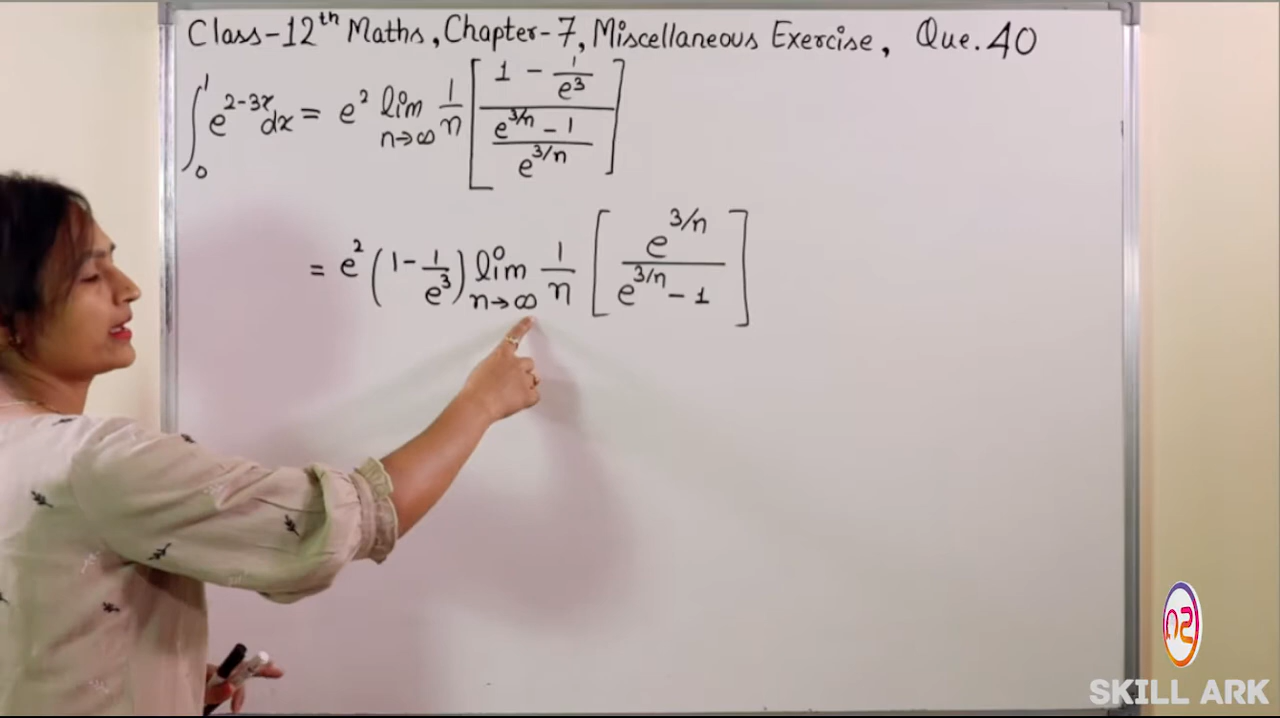 Class-12th Maths, Chapter-7, Miscellaneous Exercise, Que. 40
∫₀¹ e^{2-3x} dx = e² lim_{n→∞} 1/n [ (1 - 1/e³) / ((e^{3/n} - 1) / e^{3/n}) ]
= e² (1 - 1/e³) lim_{n→∞} 1/n [ e^{3/n} / (e^{3/n} - 1) ]
SKILL ARK